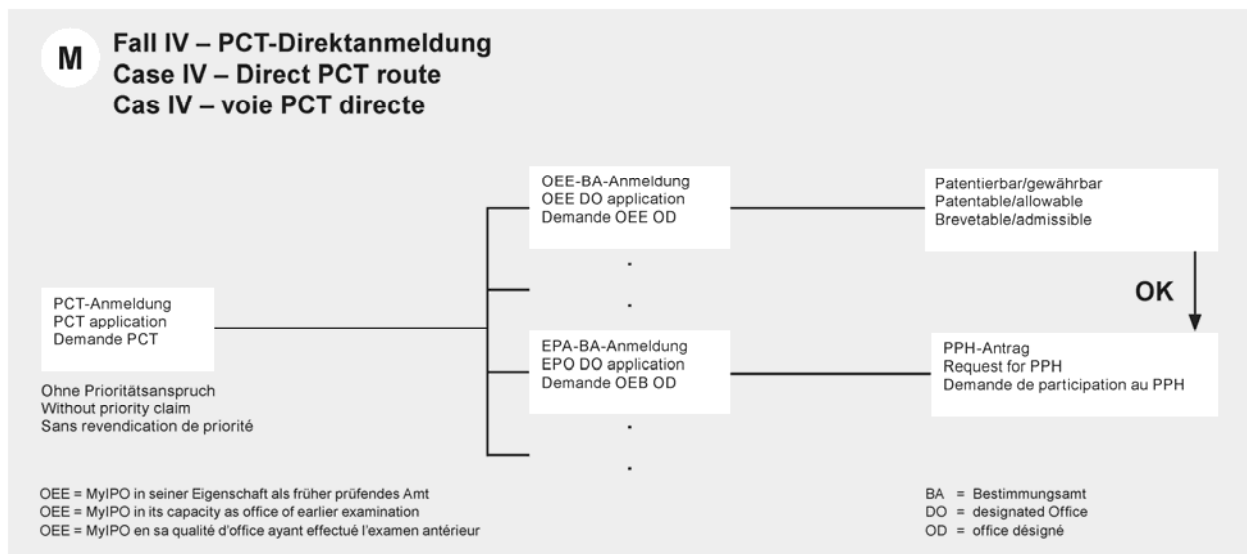 M
Fall IV – PCT-Direktanmeldung
Case IV – Direct PCT route
Cas IV – voie PCT directe
OEE-BA-Anmeldung
OEE DO application
Demande OEE OD
Patentierbar/gewährbar
Patentable/allowable
Brevetable/admissible
OK
PCT-Anmeldung
PCT application
Demande PCT
EPA-BA-Anmeldung
EPO DO application
Demande OEB OD
PPH-Antrag
Request for PPH
Demande de participation au PPH
Ohne Prioritätsanspruch
Without priority claim
Sans revendication de priorité
OEE = MyIPO in seiner Eigenschaft als früher prüfendes Amt
OEE = MyIPO in its capacity as office of earlier examination
OEE = MyIPO en sa qualité d'office ayant effectué l'examen antérieur
BA = Bestimmungsamt
DO = designated Office
OD = office désigné